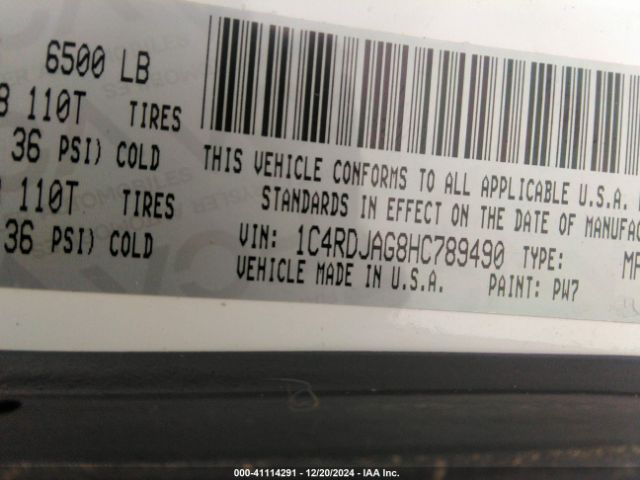 6500 LB
110T TIRES
36 PSI) COLD
110T TIRES
36 PSI) COLD
THIS VEHICLE CONFORMS TO ALL APPLICABLE U.S.A.
STANDARDS IN EFFECT ON THE DATE OF MANUFAC
VIN: 1C4RDJAG8HC789490 TYPE:
VEHICLE MADE IN U.S.A. PAINT: PW7
000-41114291 - 12/20/2024 - IAA Inc.